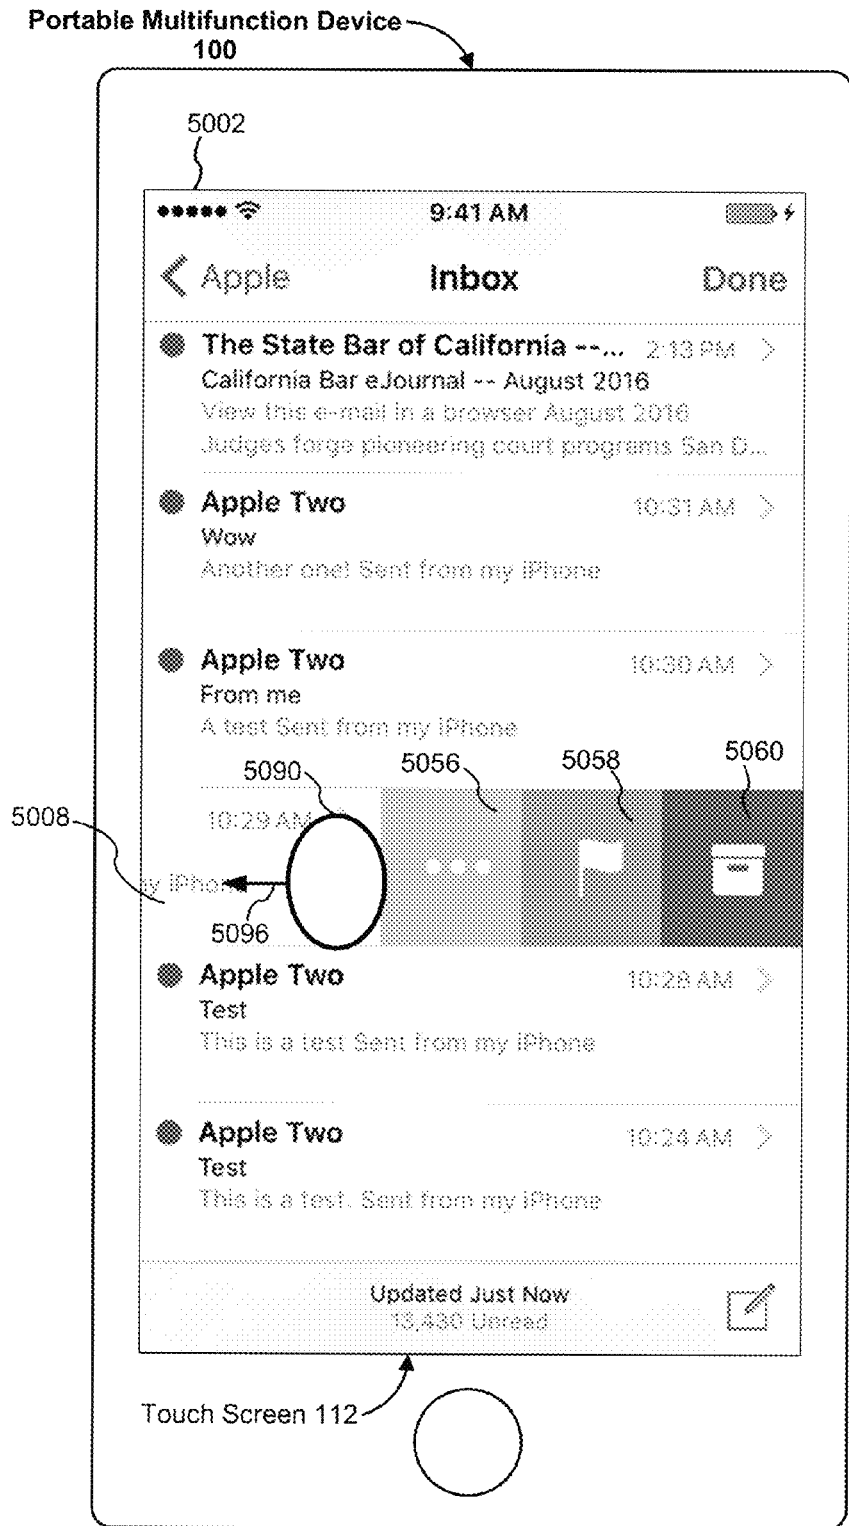 Portable Multifunction Device
100
5002
9:41 AM
Apple
Inbox
Done
The State Bar of California --... 2:13 PM
California Bar eJournal -- August 2016
View this e-mail in a browser August 2016
Judges forge pioneering court programs San D...
Apple Two 10:31 AM
Wow
Another one! Sent from my iPhone
Apple Two 10:30 AM
From me
A test Sent from my iPhone
5090
5056
5058
5060
5008
10:29 AM
y iPhon
5096
Apple Two 10:28 AM
Test
This is a test Sent from my iPhone
Apple Two 10:24 AM
Test
This is a test. Sent from my iPhone
Updated Just Now
13,430 Unread
Touch Screen 112